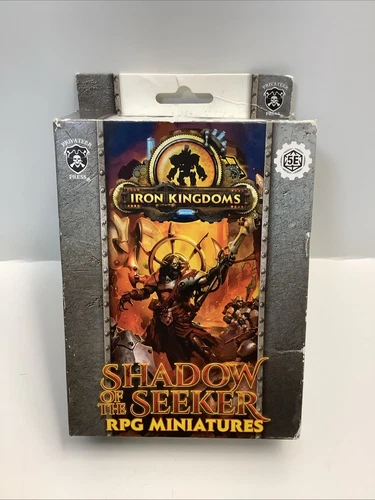 PRIVATEER
PRESS
PRIVATEER
PRESS
5E
IRON KINGDOMS
SHADOW
OF THE SEEKER
RPG MINIATURES